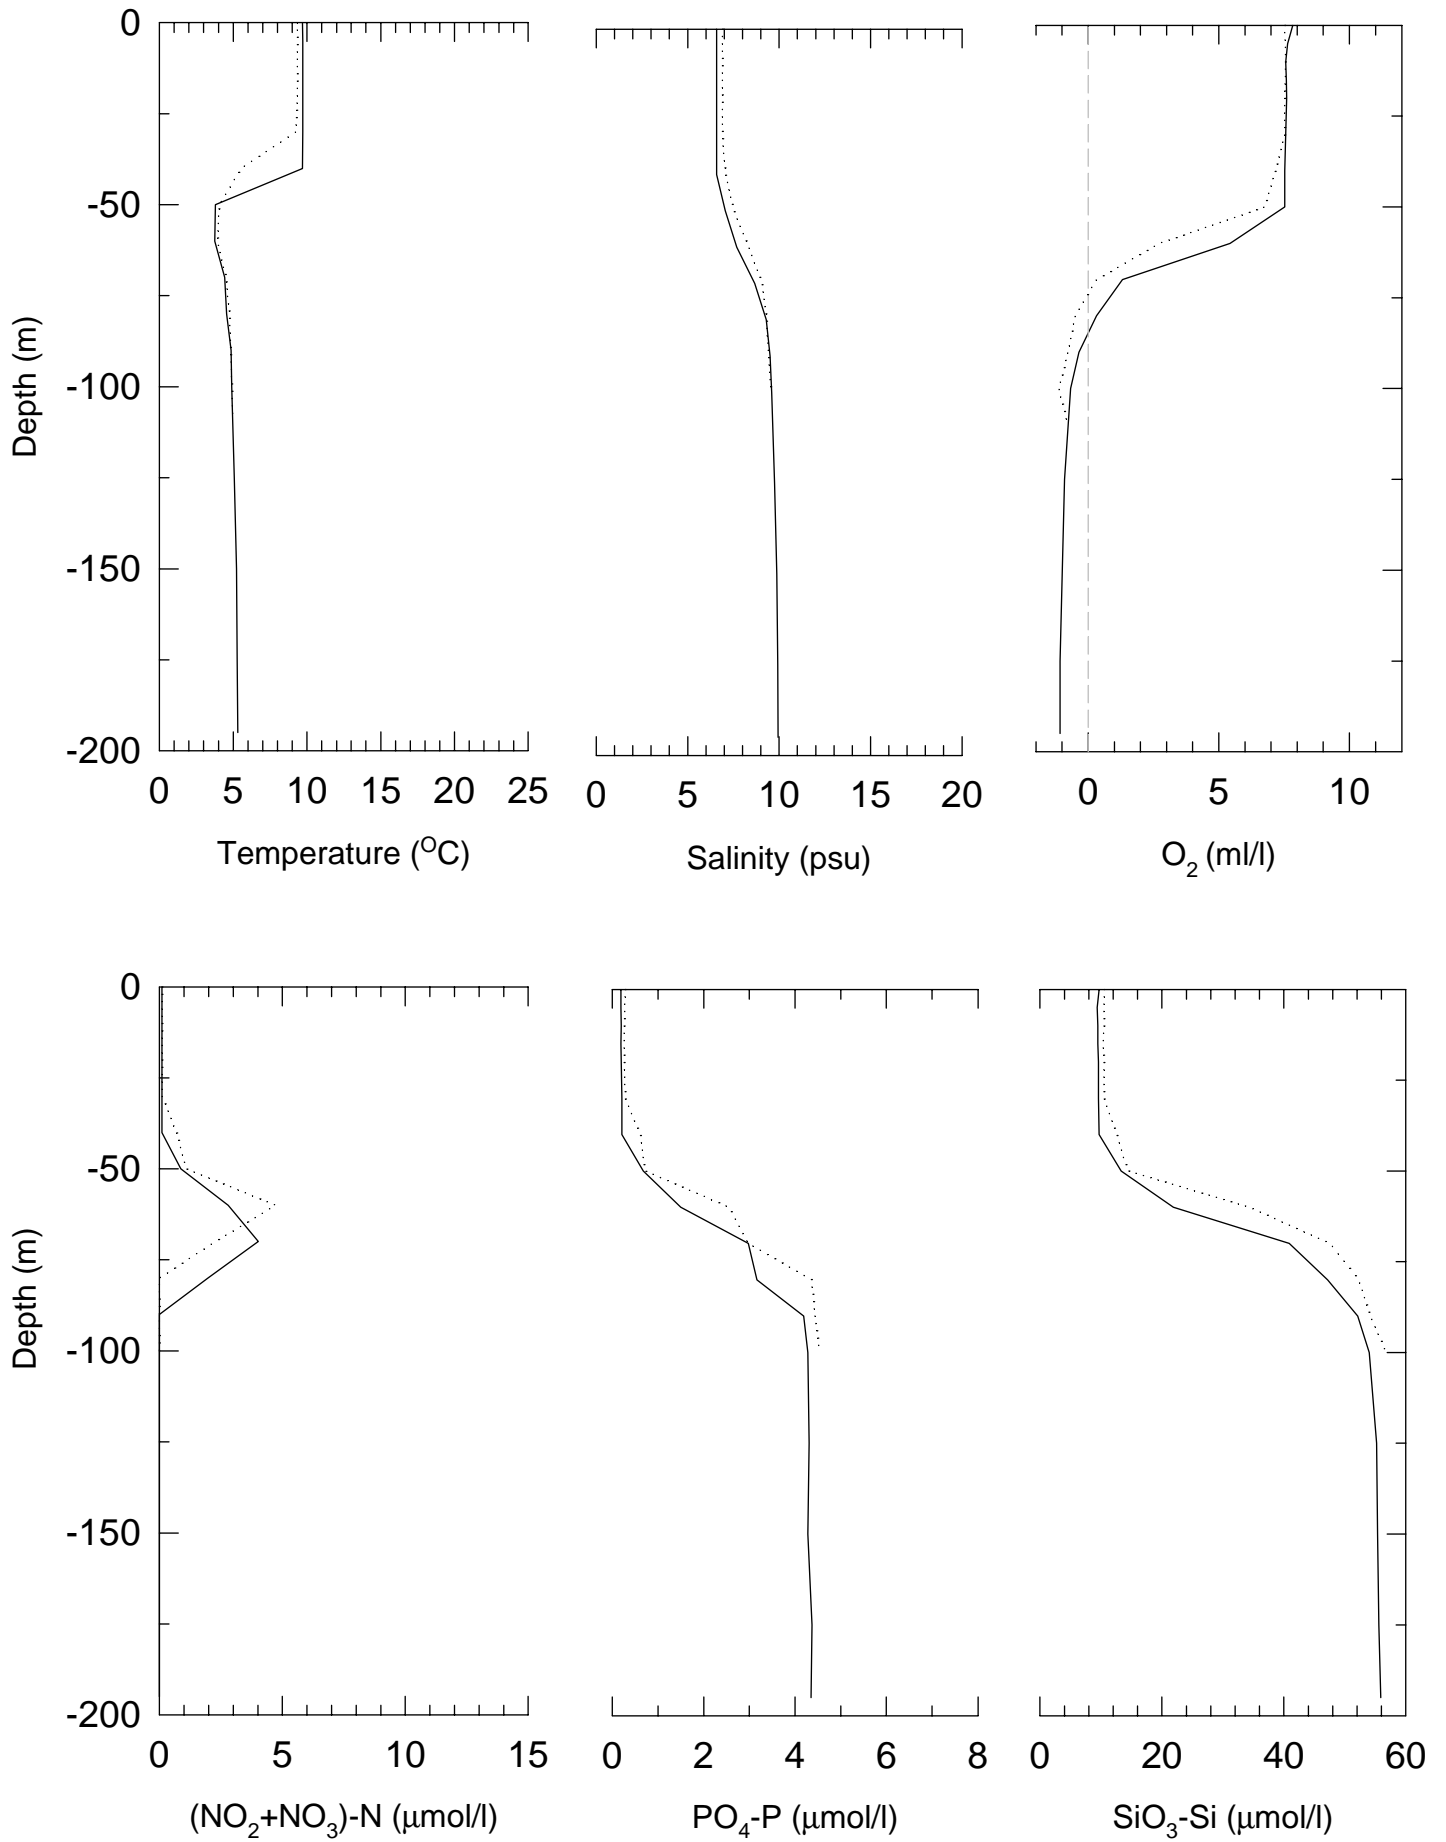 0
-50
-100
-150
-200
Depth (m)
0 5 10 15 20 25
Temperature (ᴼC)
0 5 10 15 20
Salinity (psu)
0 5 10
O₂ (ml/l)
0
-50
-100
-150
-200
Depth (m)
0 5 10 15
(NO₂+NO₃)-N (μmol/l)
0 2 4 6 8
PO₄-P (μmol/l)
0 20 40 60
SiO₃-Si (μmol/l)